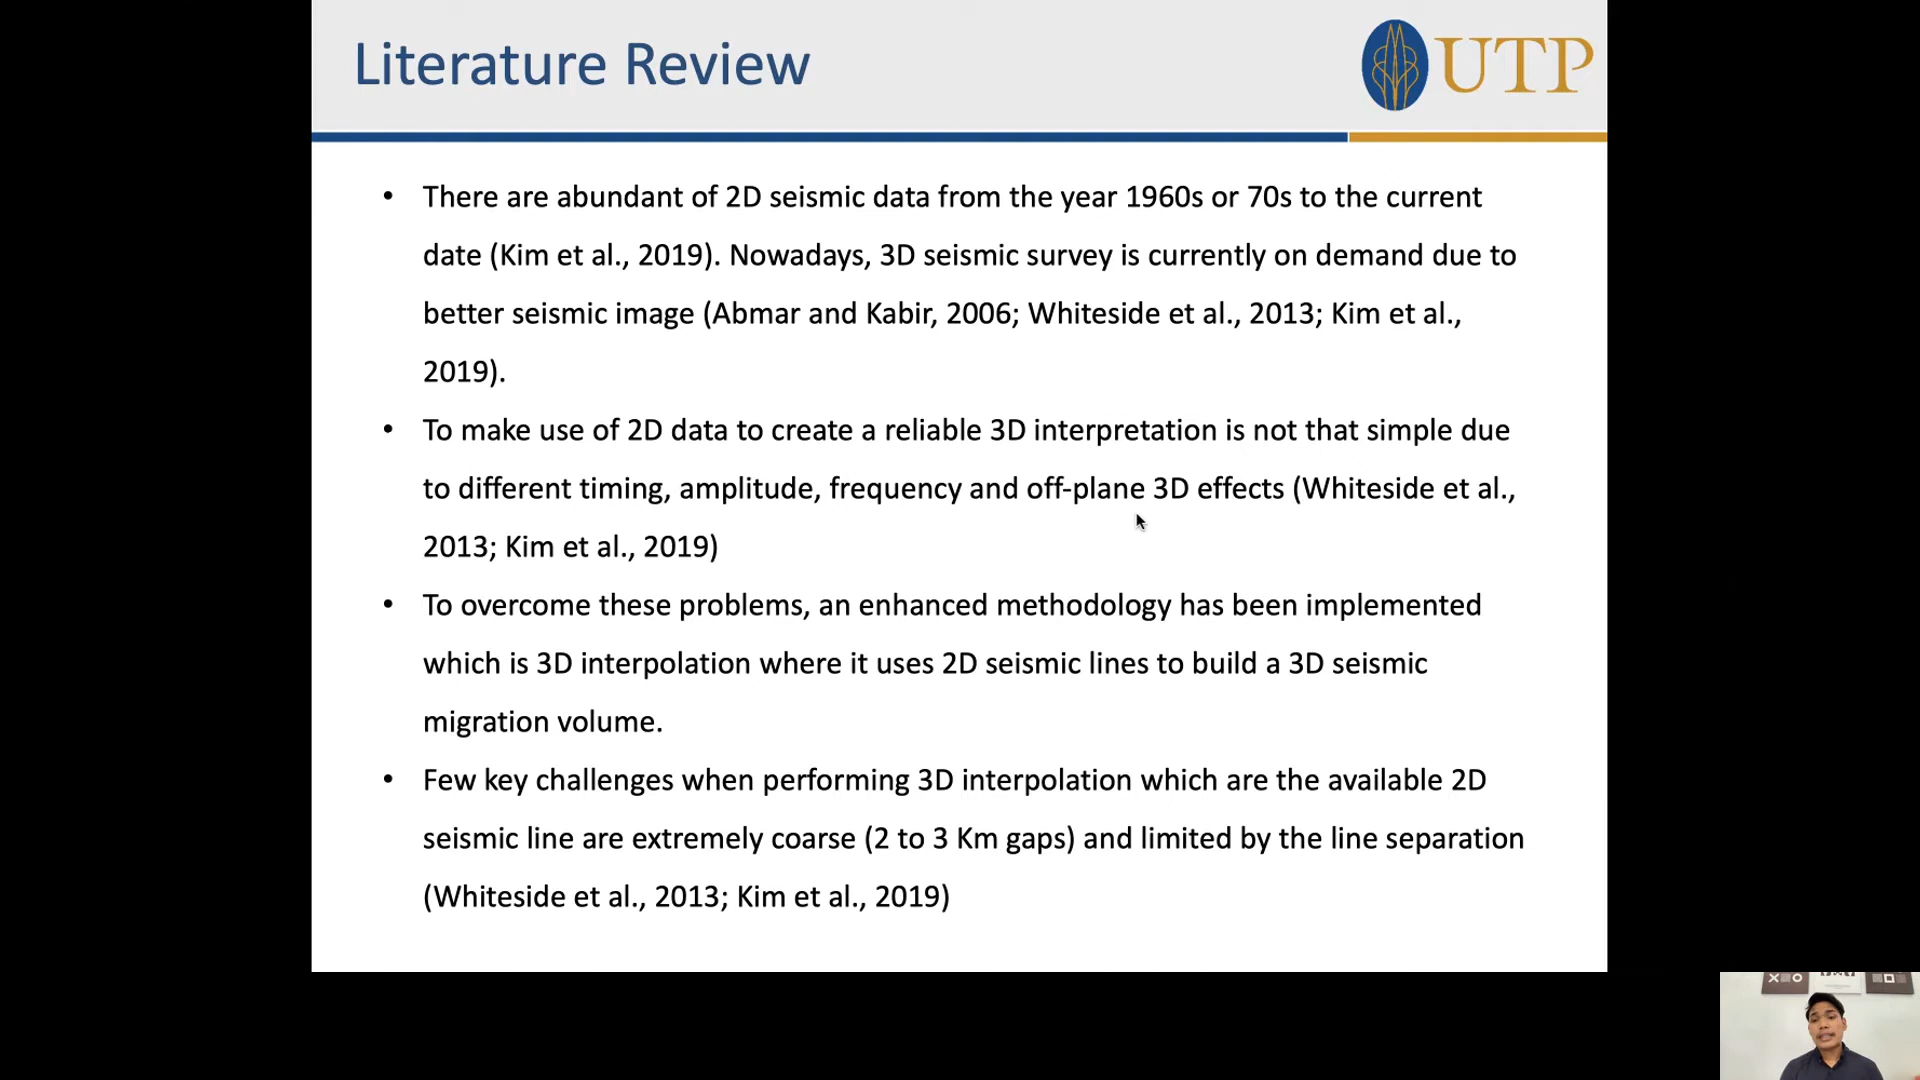 Literature Review
UTP
• There are abundant of 2D seismic data from the year 1960s or 70s to the current
date (Kim et al., 2019). Nowadays, 3D seismic survey is currently on demand due to
better seismic image (Abmar and Kabir, 2006; Whiteside et al., 2013; Kim et al.,
2019).
• To make use of 2D data to create a reliable 3D interpretation is not that simple due
to different timing, amplitude, frequency and off-plane 3D effects (Whiteside et al.,
2013; Kim et al., 2019)
• To overcome these problems, an enhanced methodology has been implemented
which is 3D interpolation where it uses 2D seismic lines to build a 3D seismic
migration volume.
• Few key challenges when performing 3D interpolation which are the available 2D
seismic line are extremely coarse (2 to 3 Km gaps) and limited by the line separation
(Whiteside et al., 2013; Kim et al., 2019)